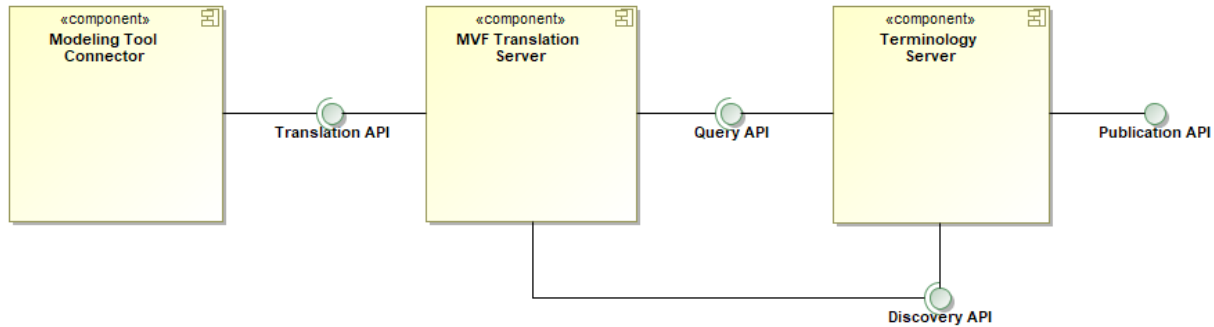 «component»
Modeling Tool
Connector
«component»
MVF Translation
Server
«component»
Terminology
Server
Translation API
Query API
Publication API
Discovery API